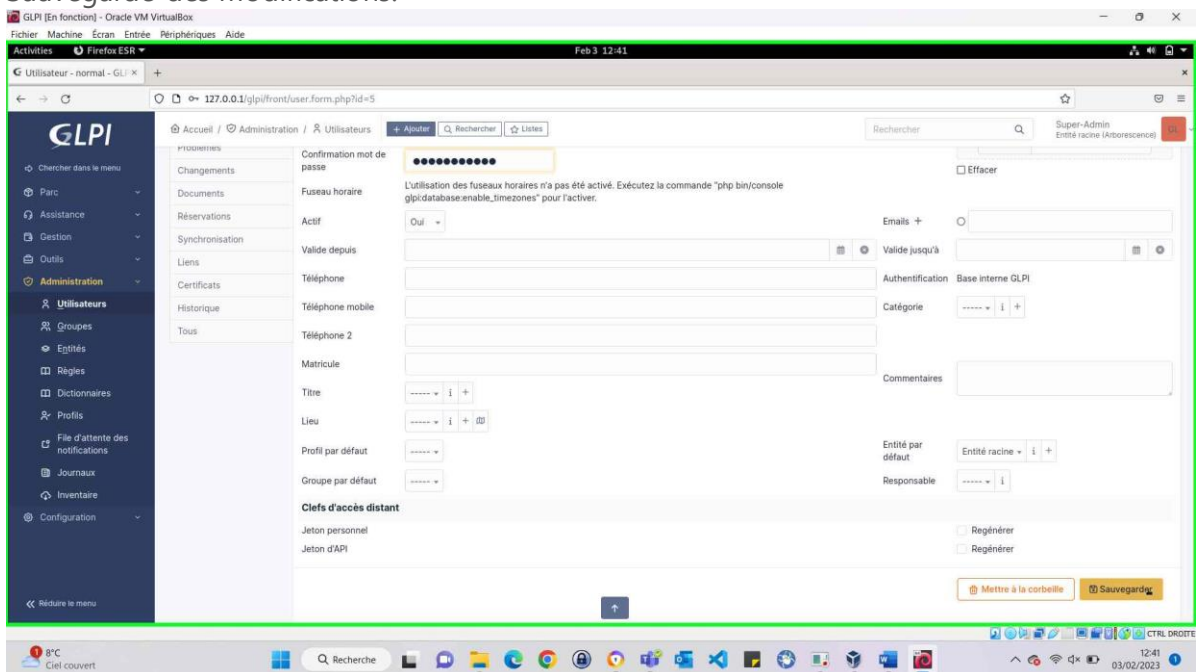 Sauvegarde des modifications.
GLPI [En fonction] - Oracle VM VirtualBox
Fichier Machine Écran Entrée Périphériques Aide
Activities Firefox ESR Feb 3 12:41
Utilisateur - normal - GLPI
127.0.0.1/glpi/front/user.form.php?id=5
GLPI
Accueil / Administration / Utilisateurs + Ajouter Rechercher Listes Rechercher Super-Admin
Entité racine (Arborescence)
Chercher dans le menu
Parc
Assistance
Gestion
Outils
Administration
Utilisateurs
Groupes
Entités
Règles
Dictionnaires
Profils
File d'attente des
notifications
Journaux
Inventaire
Configuration
Réduire le menu
Problèmes
Changements
Documents
Réservations
Synchronisation
Liens
Certificats
Historique
Tous
Confirmation mot de
passe
Effacer
Fuseau horaire L'utilisation des fuseaux horaires n'a pas été activé. Exécutez la commande "php bin/console
glpi:database:enable_timezones" pour l'activer.
Actif Oui Emails +
Valide depuis Valide jusqu'à
Téléphone Authentification Base interne GLPI
Téléphone mobile Catégorie ----- i +
Téléphone 2
Matricule
Commentaires
Titre ----- i +
Lieu ----- i +
Profil par défaut ----- Entité par
défaut Entité racine i +
Groupe par défaut ----- Responsable ----- i
Clefs d'accès distant
Jeton personnel Regénérer
Jeton d'API Regénérer
Mettre à la corbeille Sauvegarder
CTRL DROITE
1 8°C
Ciel couvert
Recherche
12:41
03/02/2023
1